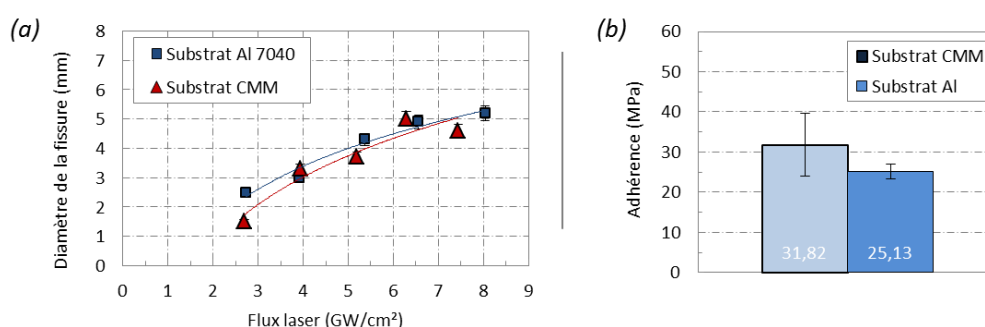 (a)
Diamètre de la fissure (mm)
8
7
6
5
4
3
2
1
0
Substrat Al 7040
Substrat CMM
0 1 2 3 4 5 6 7 8 9
Flux laser (GW/cm²)
(b)
Adhérence (MPa)
60
50
40
30
20
10
0
Substrat CMM
Substrat Al
31,82 25,13